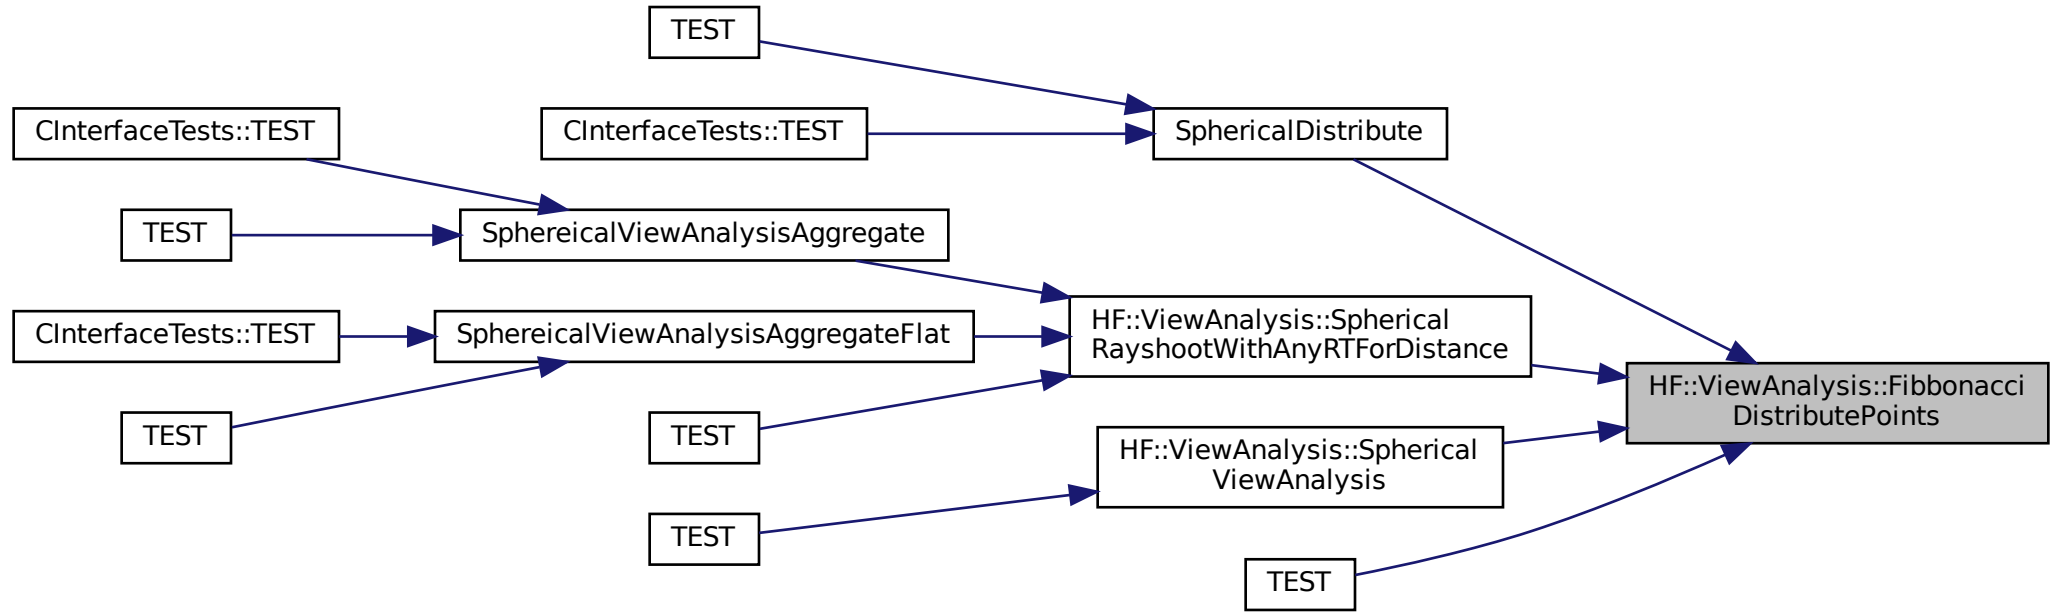 TEST
CInterfaceTests::TEST
CInterfaceTests::TEST
SphericalDistribute
TEST
SphereicalViewAnalysisAggregate
CInterfaceTests::TEST
SphereicalViewAnalysisAggregateFlat
HF::ViewAnalysis::Spherical
RayshootWithAnyRTForDistance
HF::ViewAnalysis::Fibbonacci
DistributePoints
TEST
TEST
HF::ViewAnalysis::Spherical
ViewAnalysis
TEST
TEST